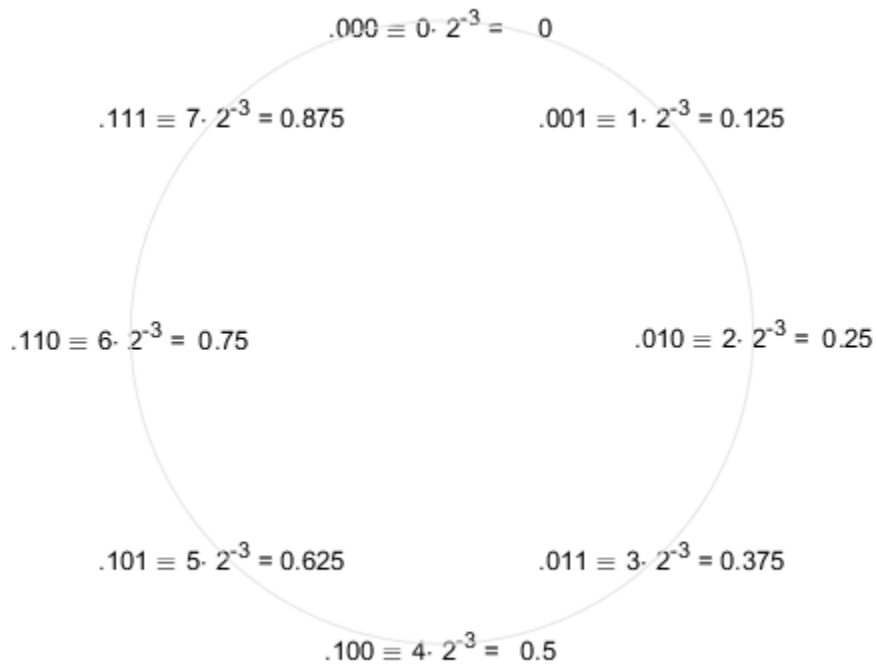 .000 ≡ 0· 2⁻³ = 0
.111 ≡ 7· 2⁻³ = 0.875
.001 ≡ 1· 2⁻³ = 0.125
.110 ≡ 6· 2⁻³ = 0.75
.010 ≡ 2· 2⁻³ = 0.25
.101 ≡ 5· 2⁻³ = 0.625
.011 ≡ 3· 2⁻³ = 0.375
.100 ≡ 4· 2⁻³ = 0.5